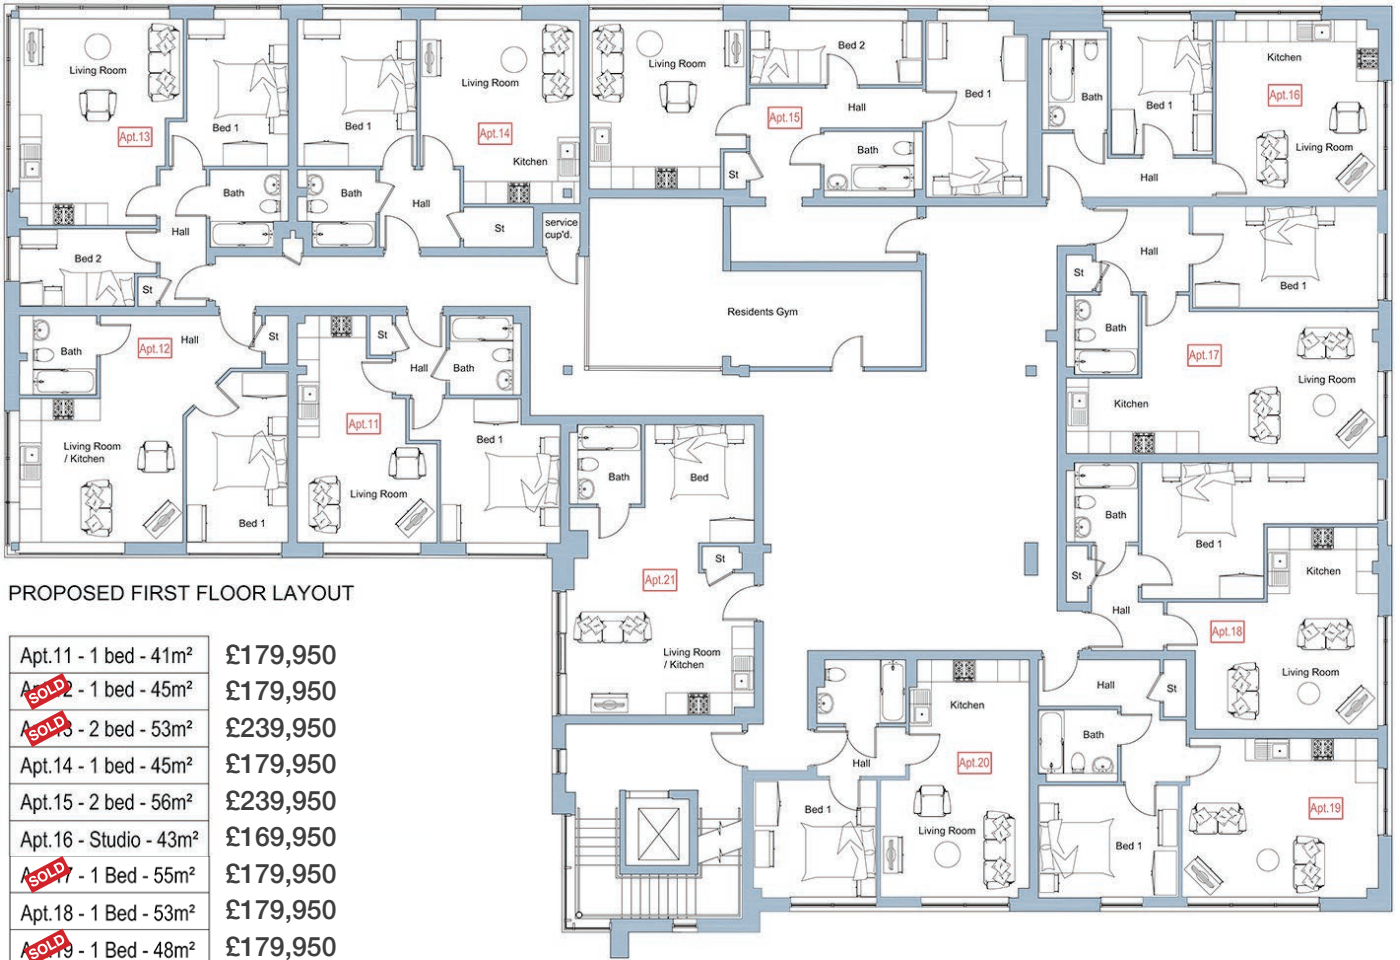 Living Room
Apt.13
Bed 1
Bath
Hall
Bed 2
St
Bed 1
Living Room
Apt.14
Kitchen
Bath
Hall
St
service
cup'd.
Living Room
St
Apt.15
Bed 2
Hall
Bath
Bed 1
Bath
Bed 1
Hall
Kitchen
Apt.16
Living Room
Residents Gym
Hall
St
Bath
Bed 1
Apt.17
Kitchen
Living Room
Bath
Apt.12
Hall
St
Living Room
/ Kitchen
Bed 1
St
Hall
Bath
Apt.11
Living Room
Bed 1
Bath
Bed
St
Apt.21
Living Room
/ Kitchen
Bath
Bed 1
St
Hall
Kitchen
Apt.18
Living Room
Hall
St
Bath
Bed 1
Apt.19
Hall
Kitchen
Apt.20
Bed 1
Living Room
PROPOSED FIRST FLOOR LAYOUT
Apt.11 - 1 bed - 41m² £179,950
SOLD 2 - 1 bed - 45m² £179,950
SOLD 3 - 2 bed - 53m² £239,950
Apt.14 - 1 bed - 45m² £179,950
Apt.15 - 2 bed - 56m² £239,950
Apt.16 - Studio - 43m² £169,950
SOLD 7 - 1 Bed - 55m² £179,950
Apt.18 - 1 Bed - 53m² £179,950
SOLD 19 - 1 Bed - 48m² £179,950